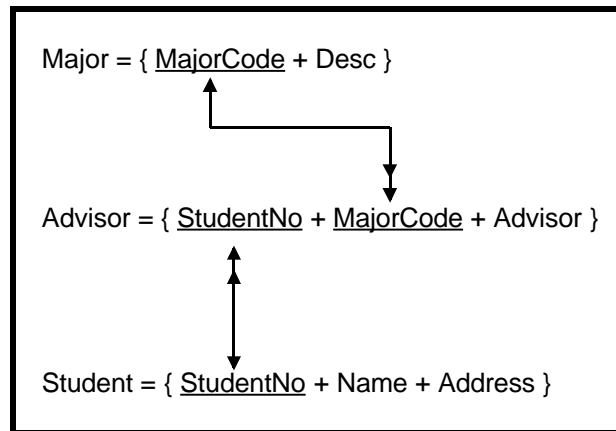 Major = { MajorCode + Desc }
Advisor = { StudentNo + MajorCode + Advisor }
Student = { StudentNo + Name + Address }